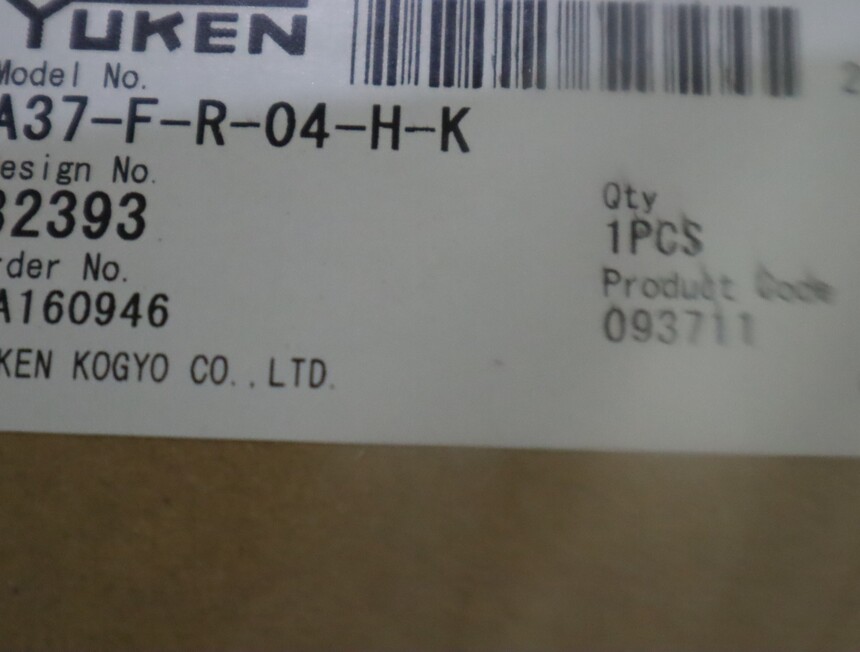 YUKEN
Model No.
A37-F-R-04-H-K
esign No.
32393
Qty
1PCS
rder No.
A160946
Product Code
093711
KEN KOGYO CO.,LTD.